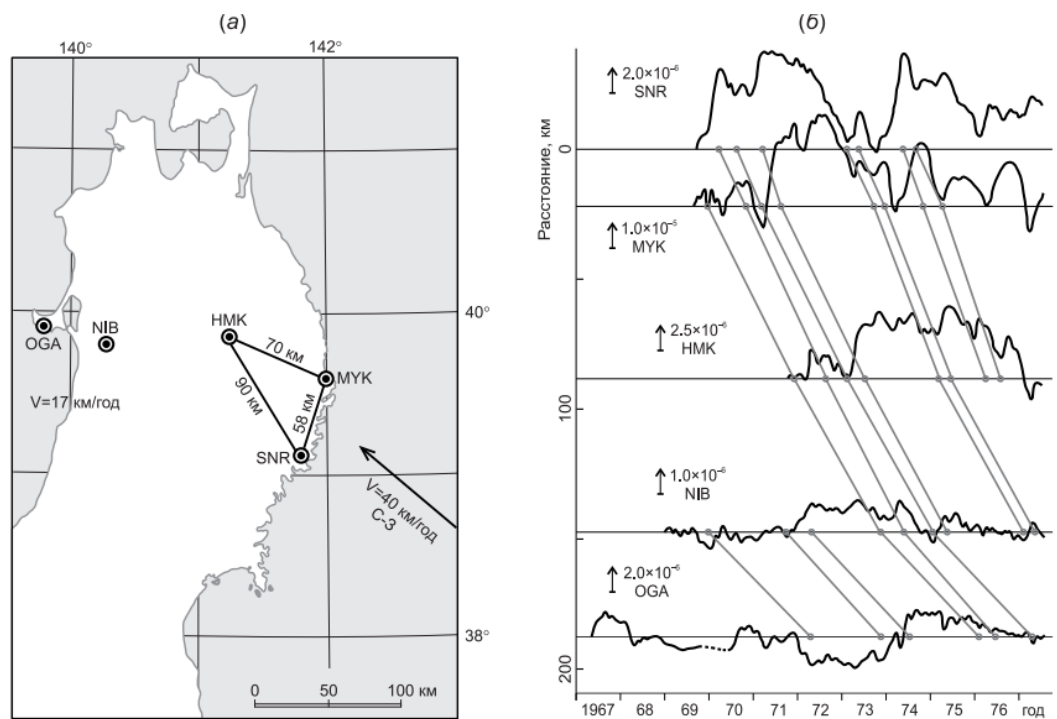 (а)
140°
142°
40°
HMK
NIB
OGA
70 км
MYK
V=17 км/год
90 км
58 км
SNR
V=40 км/год
С-З
38°
0 50 100 км
(б)
Расстояние, км
2.0×10⁻⁶
SNR
0
1.0×10⁻⁵
MYK
2.5×10⁻⁶
HMK
100
1.0×10⁻⁶
NIB
2.0×10⁻⁶
OGA
200
1967 68 69 70 71 72 73 74 75 76 год